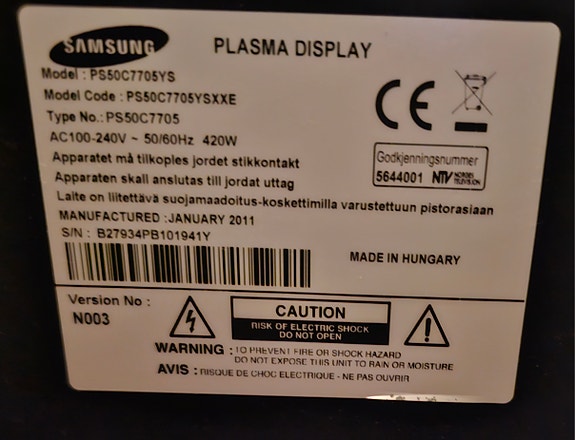 SAMSUNG
PLASMA DISPLAY
Model : PS50C7705YS
Model Code : PS50C7705YSXXE
Type No.: PS50C7705
AC100-240V ~ 50/60Hz 420W
Apparatet må tilkoples jordet stikkontakt
Apparaten skall anslutas till jordat uttag
Laite on liitettävä suojamaadoitus-koskettimilla varustettuun pistorasiaan
CE
Godkjenningsnummer
5644001 NTV NORDES TELEVISJON
MANUFACTURED :JANUARY 2011
S/N : B27934PB101941Y
MADE IN HUNGARY
Version No :
N003
CAUTION
RISK OF ELECTRIC SHOCK
DO NOT OPEN
WARNING : TO PREVENT FIRE OR SHOCK HAZARD
DO NOT EXPOSE THIS UNIT TO RAIN OR MOISTURE
AVIS : RISQUE DE CHOC ELECTRIQUE - NE PAS OUVRIR